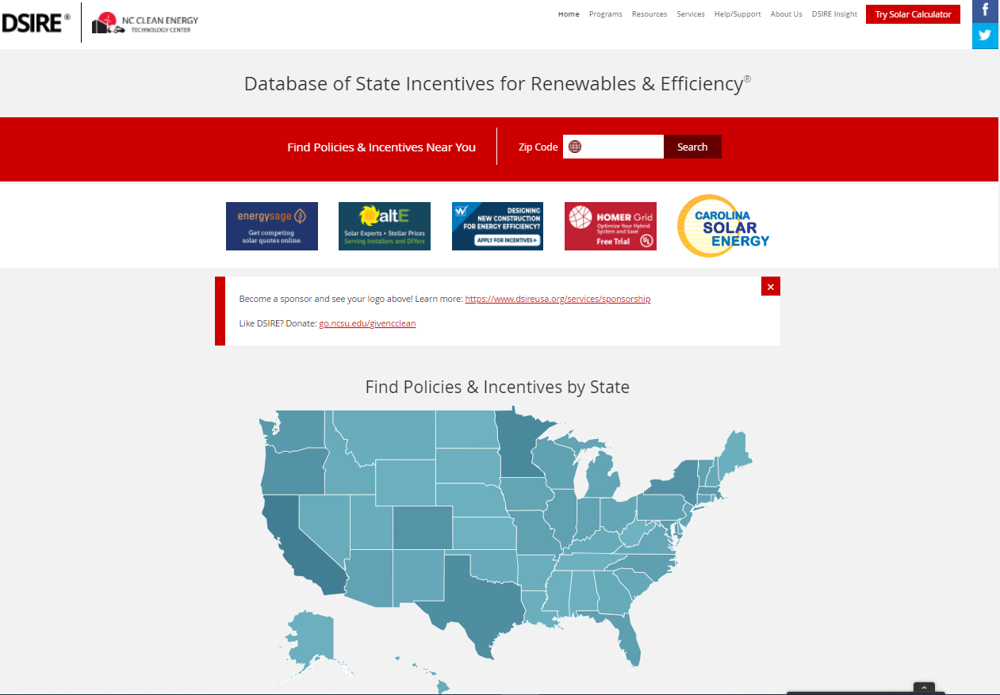 DSIRE®
NC CLEAN ENERGY
TECHNOLOGY CENTER
Home Programs Resources Services Help/Support About Us DSIRE Insight Try Solar Calculator
Database of State Incentives for Renewables & Efficiency®
Find Policies & Incentives Near You
Zip Code
Search
energysage
Get competing
solar quotes online.
altE
Solar Experts • Stellar Prices
Serving Installers and DIYers
W
DESIGNING
NEW CONSTRUCTION
FOR ENERGY EFFICIENCY?
APPLY FOR INCENTIVES
HOMER Grid
Optimize Your Hybrid
System and Save
Free Trial
UL
CAROLINA
SOLAR
ENERGY
Become a sponsor and see your logo above! Learn more: https://www.dsireusa.org/services/sponsorship
Like DSIRE? Donate: go.ncsu.edu/givencclean
Find Policies & Incentives by State